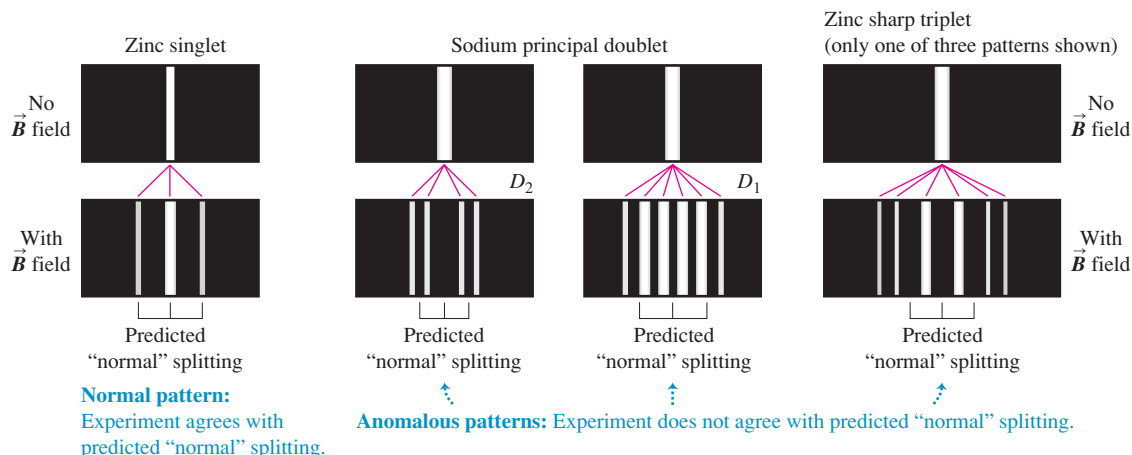 Zinc singlet
Sodium principal doublet
Zinc sharp triplet
(only one of three patterns shown)
No
B field
No
B field
D2
D1
With
B field
With
B field
Predicted
“normal” splitting
Predicted
“normal” splitting
Predicted
“normal” splitting
Predicted
“normal” splitting
Normal pattern:
Experiment agrees with
predicted “normal” splitting.
Anomalous patterns: Experiment does not agree with predicted “normal” splitting.